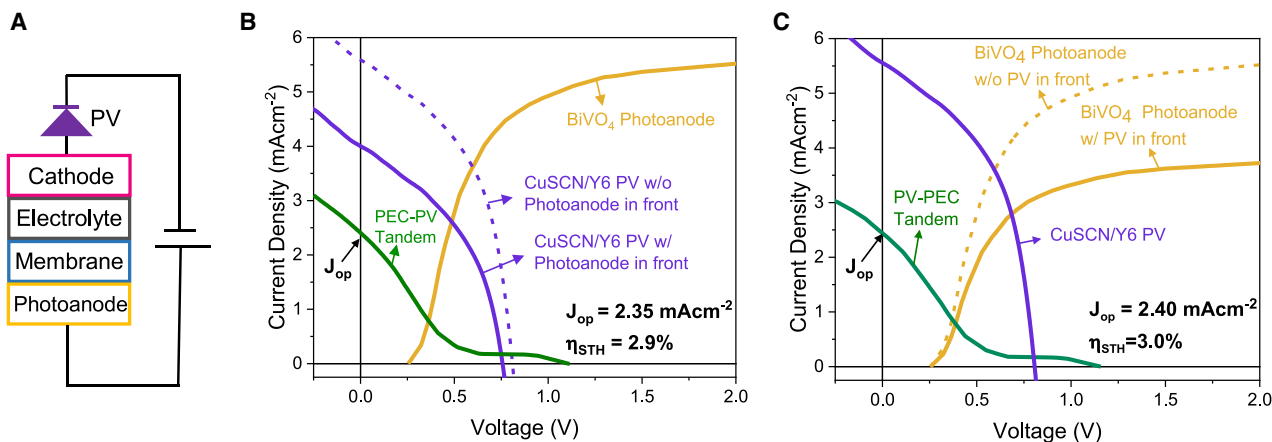 A
PV
Cathode
Electrolyte
Membrane
Photoanode
B
Current Density (mAcm-2)
6
5
4
3
2
1
0
0.0
0.5
1.0
1.5
2.0
Voltage (V)
BiVO4 Photoanode
CuSCN/Y6 PV w/o
Photoanode in front
CuSCN/Y6 PV w/
Photoanode in front
PEC-PV
Tandem
Jop
Jop = 2.35 mAcm-2
ηSTH = 2.9%
C
Current Density (mAcm-2)
6
5
4
3
2
1
0
0.0
0.5
1.0
1.5
2.0
Voltage (V)
BiVO4 Photoanode
w/o PV in front
BiVO4 Photoanode
w/ PV in front
PV-PEC
Tandem
CuSCN/Y6 PV
Jop
Jop = 2.40 mAcm-2
ηSTH=3.0%